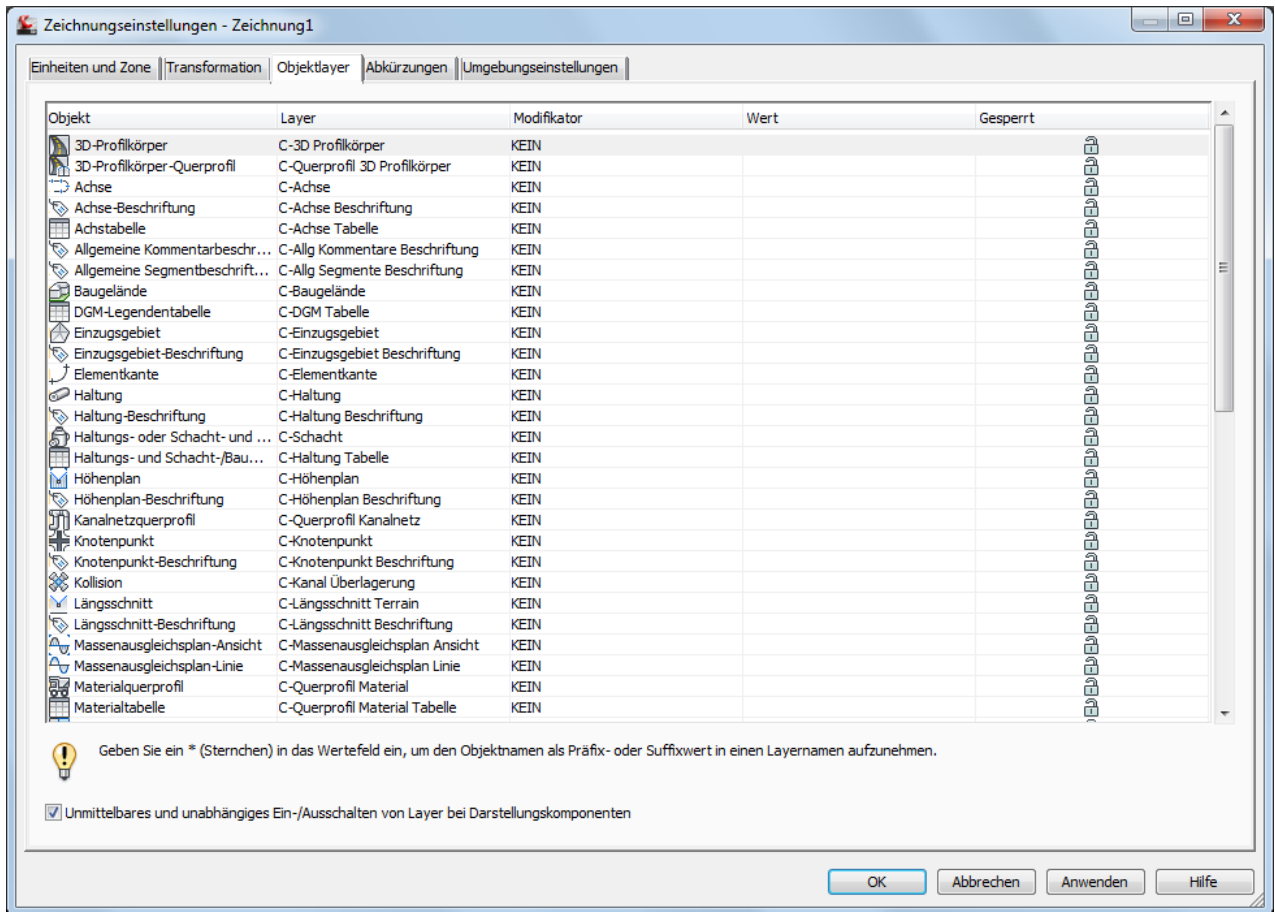 Zeichnungseinstellungen - Zeichnung1
Einheiten und Zone Transformation Objektlayer Abkürzungen Umgebungseinstellungen
Objekt Layer Modifikator Wert Gesperrt
3D-Profilkörper C-3D Profilkörper KEIN
3D-Profilkörper-Querprofil C-Querprofil 3D Profilkörper KEIN
Achse C-Achse KEIN
Achse-Beschriftung C-Achse Beschriftung KEIN
Achstabelle C-Achse Tabelle KEIN
Allgemeine Kommentarbeschr... C-Allg Kommentare Beschriftung KEIN
Allgemeine Segmentbeschrift... C-Allg Segmente Beschriftung KEIN
Baugelände C-Baugelände KEIN
DGM-Legendentabelle C-DGM Tabelle KEIN
Einzugsgebiet C-Einzugsgebiet KEIN
Einzugsgebiet-Beschriftung C-Einzugsgebiet Beschriftung KEIN
Elementkante C-Elementkante KEIN
Haltung C-Haltung KEIN
Haltung-Beschriftung C-Haltung Beschriftung KEIN
Haltungs- oder Schacht- und ... C-Schacht KEIN
Haltungs- und Schacht-/Bau... C-Haltung Tabelle KEIN
Höhenplan C-Höhenplan KEIN
Höhenplan-Beschriftung C-Höhenplan Beschriftung KEIN
Kanalnetzquerprofil C-Querprofil Kanalnetz KEIN
Knotenpunkt C-Knotenpunkt KEIN
Knotenpunkt-Beschriftung C-Knotenpunkt Beschriftung KEIN
Kollision C-Kanal Überlagerung KEIN
Längsschnitt C-Längsschnitt Terrain KEIN
Längsschnitt-Beschriftung C-Längsschnitt Beschriftung KEIN
Massenausgleichsplan-Ansicht C-Massenausgleichsplan Ansicht KEIN
Massenausgleichsplan-Linie C-Massenausgleichsplan Linie KEIN
Materialquerprofil C-Querprofil Material KEIN
Materialtabelle C-Querprofil Material Tabelle KEIN
Geben Sie ein * (Sternchen) in das Wertefeld ein, um den Objektnamen als Präfix- oder Suffixwert in einen Layernamen aufzunehmen.
Unmittelbares und unabhängiges Ein-/Ausschalten von Layer bei Darstellungskomponenten
OK Abbrechen Anwenden Hilfe